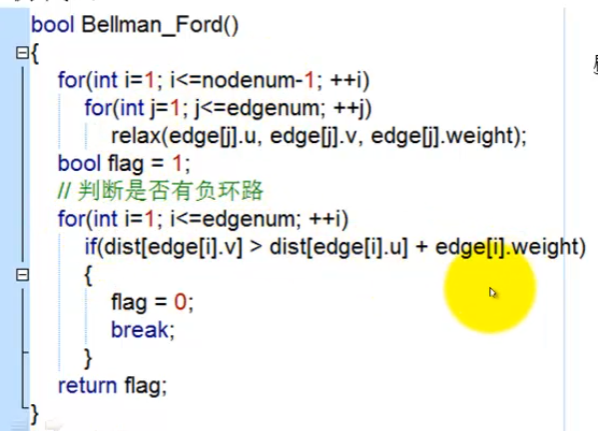 bool Bellman_Ford()
{
for(int i=1; i<=nodenum-1; ++i)
for(int j=1; j<=edgenum; ++j)
relax(edge[j].u, edge[j].v, edge[j].weight);
bool flag = 1;
// 判断是否有负环路
for(int i=1; i<=edgenum; ++i)
if(dist[edge[i].v] > dist[edge[i].u] + edge[i].weight)
{
flag = 0;
break;
}
return flag;
}